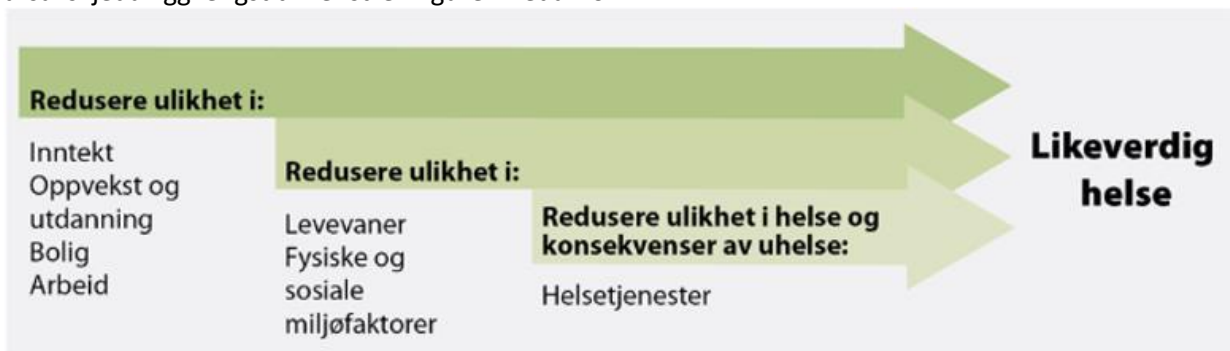 Redusere ulikhet i:
Inntekt
Oppvekst og
utdanning
Bolig
Arbeid
Redusere ulikhet i:
Levevaner
Fysiske og
sosiale
miljøfaktorer
Redusere ulikhet i helse og
konsekvenser av uhelse:
Helsetjenester
Likeverdig
helse